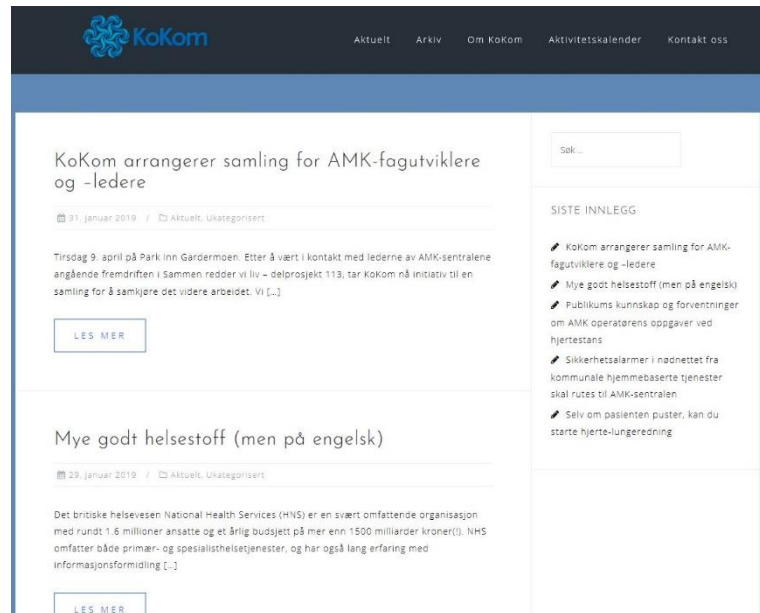 KoKom
Aktuelt Arkiv Om KoKom Aktivitetskalender Kontakt oss
KoKom arrangerer samling for AMK-fagutviklere
og –ledere
31. januar 2019 / Aktuelt, Ukategorisert
Tirsdag 9. april på Park Inn Gardermoen. Etter å vært i kontakt med lederne av AMK-sentralene
angående fremdriften i Sammen redder vi liv – delprosjekt 113, tar KoKom nå initiativ til en
samling for å samkjøre det videre arbeidet. Vi […]
LES MER
Mye godt helsestoff (men på engelsk)
29. januar 2019 / Aktuelt, Ukategorisert
Det britiske helsevesen National Health Services (HNS) er en svært omfattende organisasjon
med rundt 1.6 millioner ansatte og et årlig budsjett på mer enn 1500 milliarder kroner(!). NHS
omfatter både primær- og spesialisthelsetjenester, og har også lang erfaring med
informasjonsformidling […]
LES MER
Søk …
SISTE INNLEGG
KoKom arrangerer samling for AMK-
fagutviklere og –ledere
Mye godt helsestoff (men på engelsk)
Publikums kunnskap og forventninger
om AMK operatørens oppgaver ved
hjertestans
Sikkerhetsalarmer i nødnettet fra
kommunale hjemmebaserte tjenester
skal rutes til AMK-sentralen
Selv om pasienten puster, kan du
starte hjerte-lungeredning